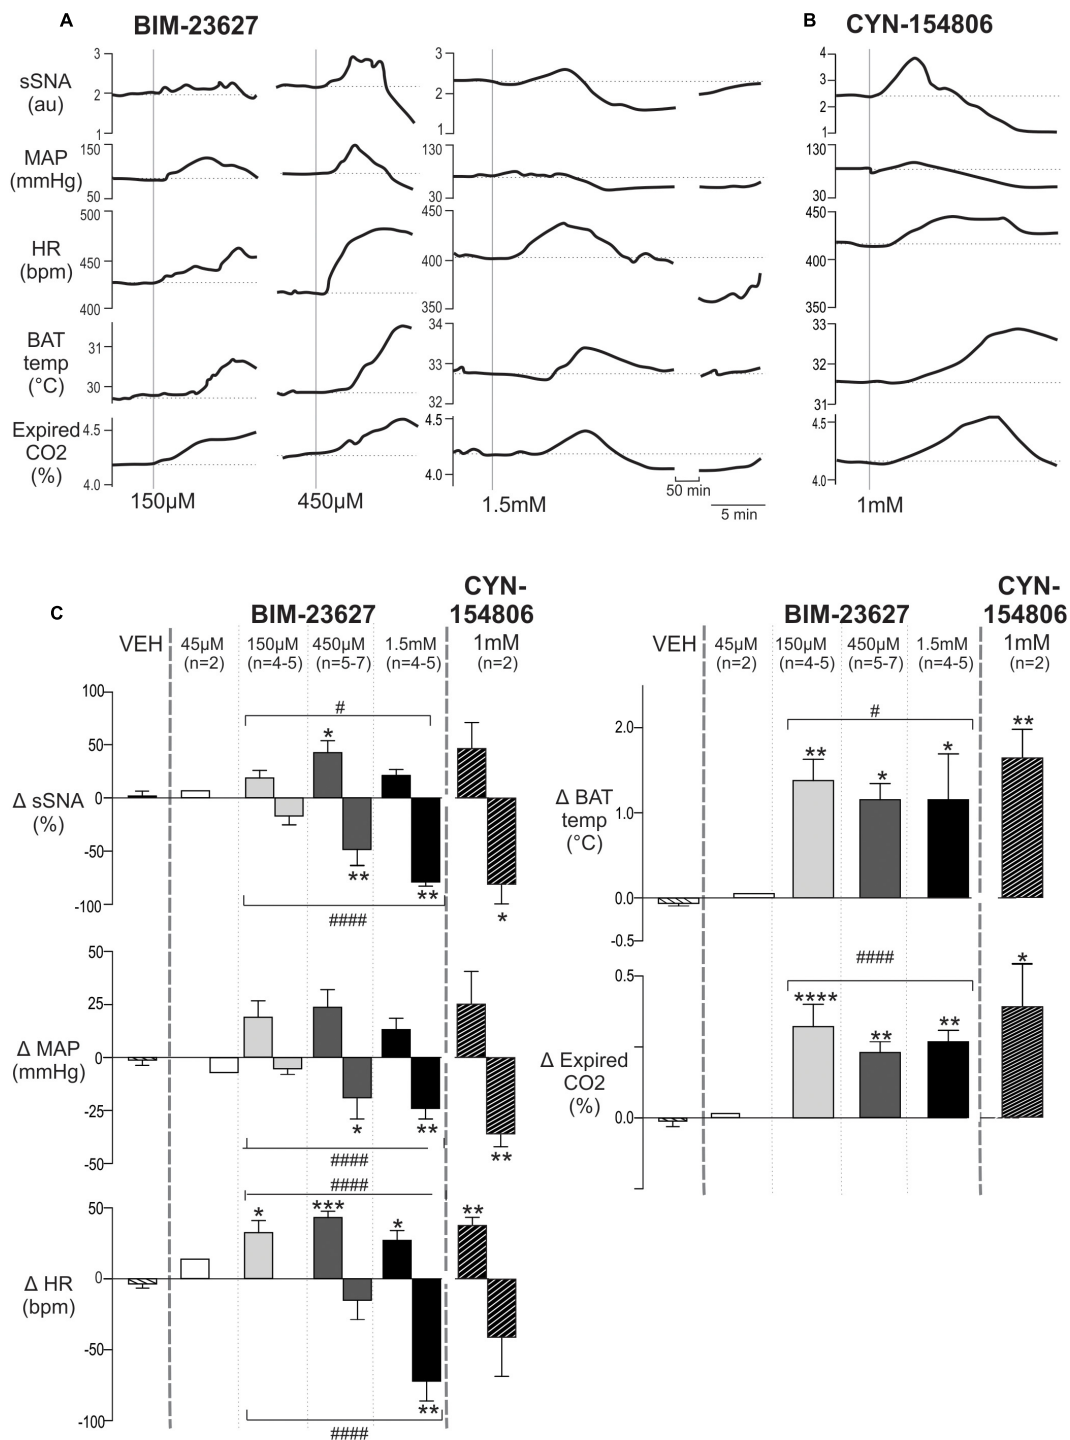 A BIM-23627
B CYN-154806
sSNA
(au)
3
2
1
3
2
1
4
3
2
1
MAP
(mmHg)
150
50
130
30
130
30
HR
(bpm)
500
450
400
450
400
350
450
400
350
BAT
temp
(°C)
31
30
34
33
32
33
32
31
Expired
CO2
(%)
4.5
4.0
4.5
4.0
4.5
4.0
150µM
450µM
1.5mM
50 min
5 min
1mM
C
BIM-23627
CYN-
154806
VEH
45µM
(n=2)
150µM
(n=4-5)
450µM
(n=5-7)
1.5mM
(n=4-5)
1mM
(n=2)
Δ sSNA
(%)
100
50
0
-50
-100
#
*
**
**
*
####
Δ MAP
(mmHg)
50
25
0
-25
-50
*
**
**
####
Δ HR
(bpm)
50
0
-50
-100
####
*
***
*
**
**
####
BIM-23627
CYN-
154806
VEH
45µM
(n=2)
150µM
(n=4-5)
450µM
(n=5-7)
1.5mM
(n=4-5)
1mM
(n=2)
Δ BAT
temp
(°C)
2.0
1.0
0.0
-0.5
#
**
*
*
**
Δ Expired
CO2
(%)
0.5
0.0
####
****
**
**
*